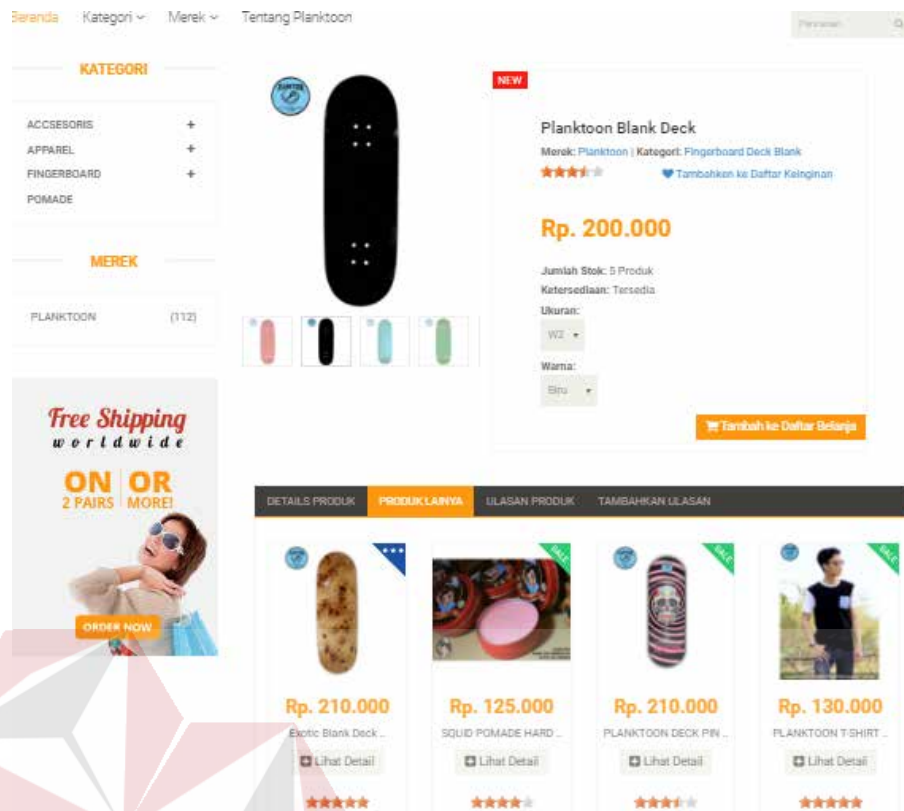 Beranda Kategori Merek Tentang Planktoon
Pencarian
KATEGORI
ACCSESORIS +
APPAREL +
FINGERBOARD +
POMADE
MEREK
PLANKTOON (112)
Free Shipping
worldwide
ON OR
2 PAIRS MORE!
ORDER NOW
NEW
Planktoon Blank Deck
Merek: Planktoon | Kategori: Fingerboard Deck Blank
Tambahkan ke Daftar Keinginan
Rp. 200.000
Jumlah Stok: 5 Produk
Ketersediaan: Tersedia
Ukuran:
W2
Warna:
Biru
Tambah ke Daftar Belanja
DETAILS PRODUK PRODUK LAINYA ULASAN PRODUK TAMBAHKAN ULASAN
SALE SALE SALE
Rp. 210.000 Rp. 125.000 Rp. 210.000 Rp. 130.000
Exotic Blank Deck ... SQUID POMADE HARD ... PLANKTOON DECK PIN ... PLANKTOON T-SHIRT ...
Lihat Detail Lihat Detail Lihat Detail Lihat Detail